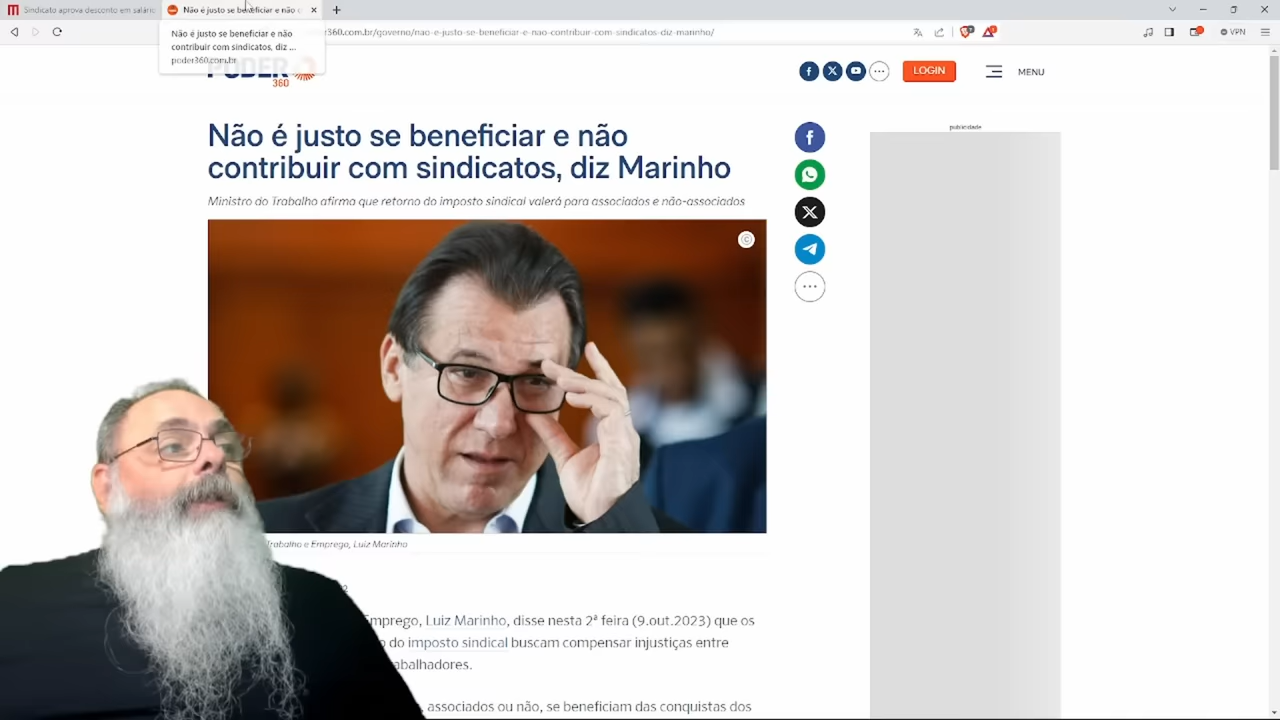 Sindicato aprova desconto em salário
Não é justo se beneficiar e não c
Não é justo se beneficiar e não
contribuir com sindicatos, diz ...
poder360.com.br
r360.com.br/governo/nao-e-justo-se-beneficiar-e-nao-contribuir-com-sindicatos-diz-marinho/
VPN
PODER
360
LOGIN
MENU
Não é justo se beneficiar e não
contribuir com sindicatos, diz Marinho
Ministro do Trabalho afirma que retorno do imposto sindical valerá para associados e não-associados
publicidade
Trabalho e Emprego, Luiz Marinho
Emprego, Luiz Marinho, disse nesta 2ª feira (9.out.2023) que os
do imposto sindical buscam compensar injustiças entre
abalhadores.
, associados ou não, se beneficiam das conquistas dos